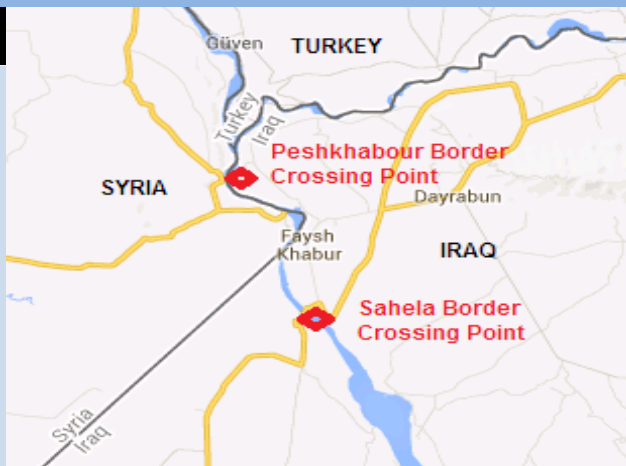 Güven
TURKEY
Turkey
Iraq
Peshkhabour Border
Crossing Point
SYRIA
Dayrabun
Faysh
Khabur
IRAQ
Sahela Border
Crossing Point
Syria
Iraq